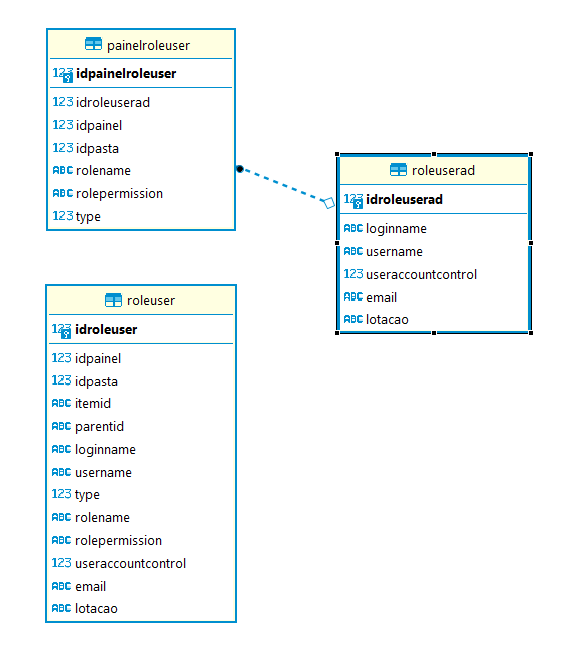 painelroleuser
123 idpainelroleuser
123 idroleuserad
123 idpainel
123 idpasta
ABC rolename
ABC rolepermission
123 type
roleuserad
123 idroleuserad
ABC loginname
ABC username
123 useraccountcontrol
ABC email
ABC lotacao
roleuser
123 idroleuser
123 idpainel
123 idpasta
ABC itemid
ABC parentid
ABC loginname
ABC username
123 type
ABC rolename
ABC rolepermission
123 useraccountcontrol
ABC email
ABC lotacao